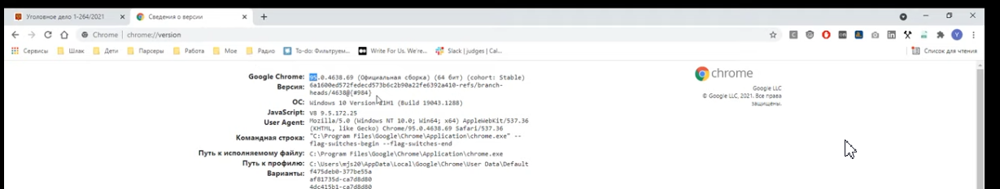 Уголовное дело 1-264/2021
Сведения о версии
Chrome | chrome://version
Сервисы Шлак Дети Парсеры Работа Мое Радио To-do: Фильтруем... Write For Us. We're... Slack | judges | Cal... Список для чтения
Google Chrome: 95.0.4638.69 (Официальная сборка) (64 бит) (cohort: Stable)
Версия: 6a1600ed572fedecd573b6c2b90a22fe6392a410-refs/branch-
heads/4638@{#984}
ОС: Windows 10 Version 21H1 (Build 19043.1288)
JavaScript: V8 9.5.172.25
User Agent: Mozilla/5.0 (Windows NT 10.0; Win64; x64) AppleWebKit/537.36
(KHTML, like Gecko) Chrome/95.0.4638.69 Safari/537.36
Командная строка: "C:\Program Files\Google\Chrome\Application\chrome.exe" --
flag-switches-begin --flag-switches-end
Путь к исполняемому файлу: C:\Program Files\Google\Chrome\Application\chrome.exe
Путь к профилю: C:\Users\mjs20\AppData\Local\Google\Chrome\User Data\Default
Варианты: f475deb0-377be55a
af81735d-ca7d8d80
4dc415b1-ca7d8d80
chrome
Google LLC
© Google LLC, 2021. Все права
защищены.